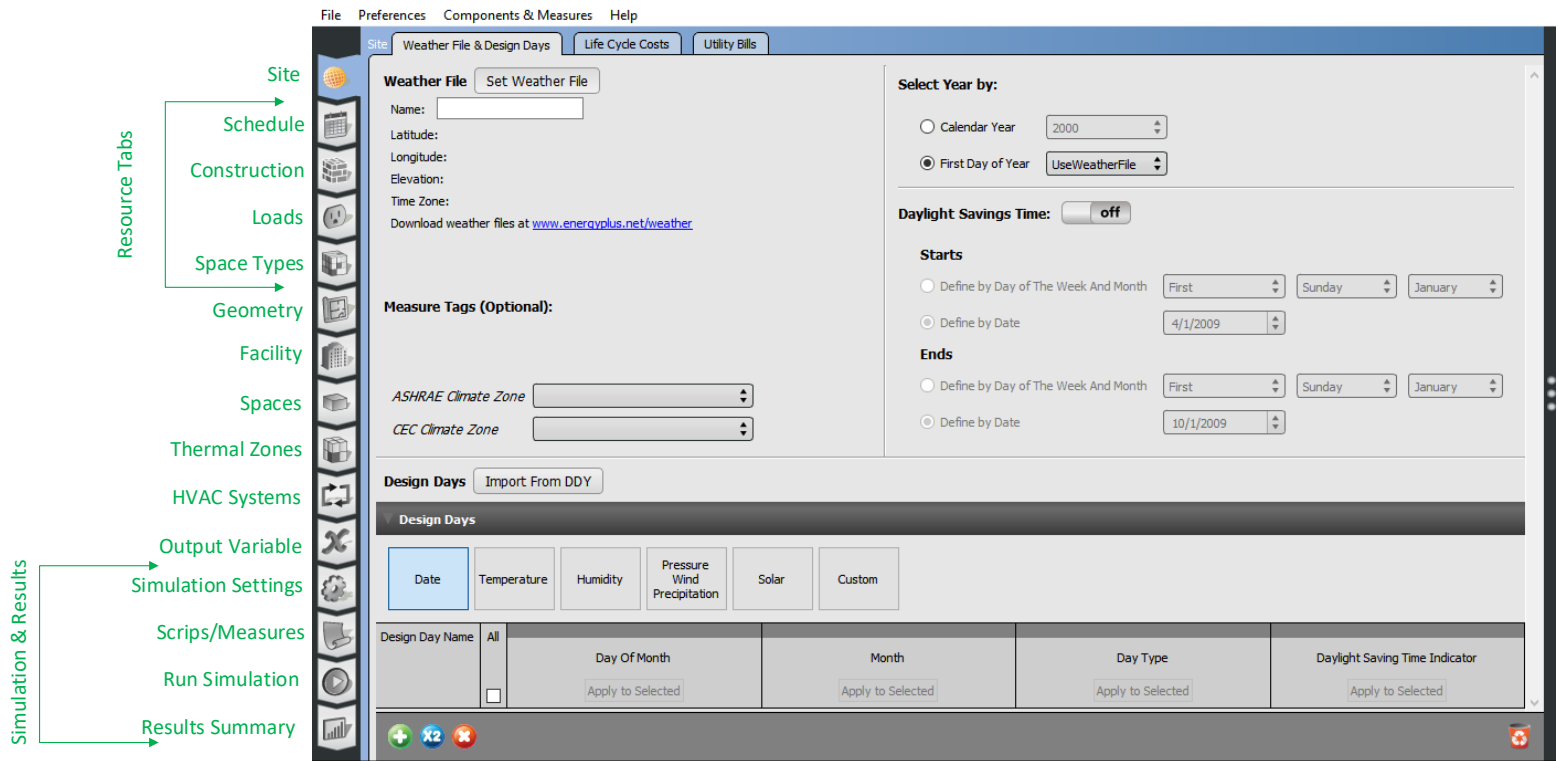 File Preferences Components & Measures Help
Site Weather File & Design Days Life Cycle Costs Utility Bills
Resource Tabs
Simulation & Results
Site
Schedule
Construction
Loads
Space Types
Geometry
Facility
Spaces
Thermal Zones
HVAC Systems
Output Variable
Simulation Settings
Scrips/Measures
Run Simulation
Results Summary
Weather File Set Weather File
Name:
Latitude:
Longitude:
Elevation:
Time Zone:
Download weather files at www.energyplus.net/weather
Measure Tags (Optional):
ASHRAE Climate Zone
CEC Climate Zone
Select Year by:
Calendar Year 2000
First Day of Year UseWeatherFile
Daylight Savings Time: off
Starts
Define by Day of The Week And Month First Sunday January
Define by Date 4/1/2009
Ends
Define by Day of The Week And Month First Sunday January
Define by Date 10/1/2009
Design Days Import From DDY
Design Days
Date
Temperature
Humidity
Pressure
Wind
Precipitation
Solar
Custom
Design Day Name All
Day Of Month Month Day Type Daylight Saving Time Indicator
Apply to Selected Apply to Selected Apply to Selected Apply to Selected
X2